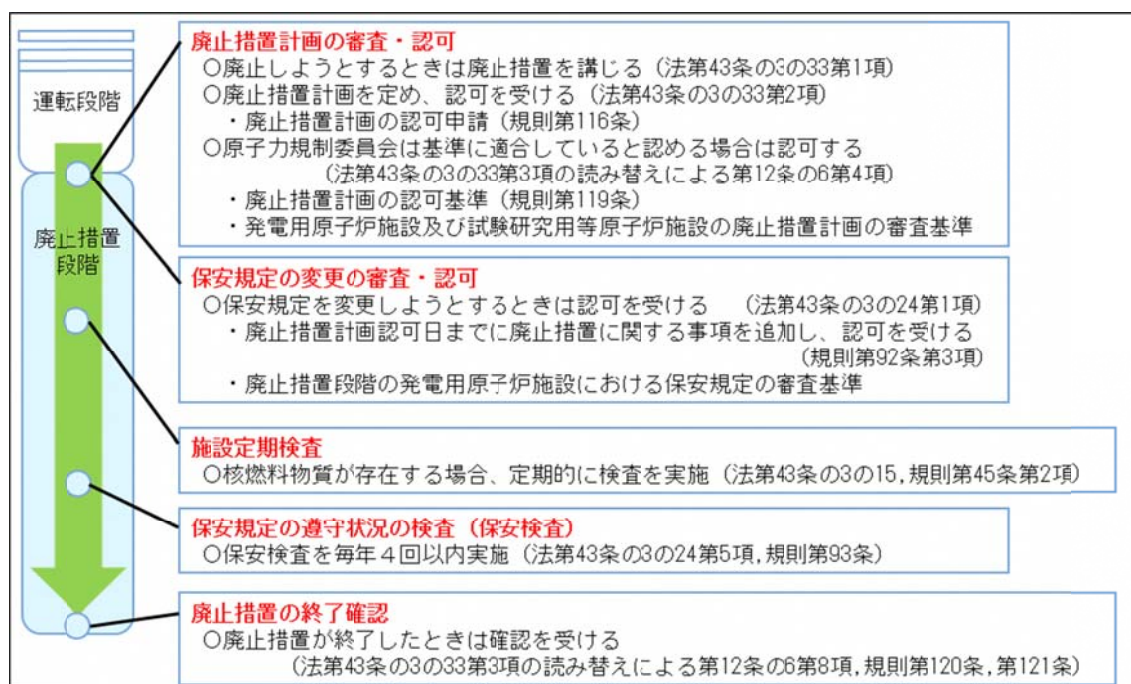 運転段階
廃止措置
段階
廃止措置計画の審査・認可
○廃止しようとするときは廃止措置を講じる（法第43条の3の33第1項）
○廃止措置計画を定め、認可を受ける（法第43条の3の33第2項）
・廃止措置計画の認可申請（規則第116条）
○原子力規制委員会は基準に適合していると認める場合は認可する
（法第43条の3の33第3項の読み替えによる第12条の6第4項）
・廃止措置計画の認可基準（規則第119条）
・発電用原子炉施設及び試験研究用等原子炉施設の廃止措置計画の審査基準
保安規定の変更の審査・認可
○保安規定を変更しようとするときは認可を受ける （法第43条の3の24第1項）
・廃止措置計画認可日までに廃止措置に関する事項を追加し、認可を受ける
（規則第92条第3項）
・廃止措置段階の発電用原子炉施設における保安規定の審査基準
施設定期検査
○核燃料物質が存在する場合、定期的に検査を実施（法第43条の3の15,規則第45条第2項）
保安規定の遵守状況の検査（保安検査）
○保安検査を毎年４回以内実施（法第43条の3の24第5項,規則第93条）
廃止措置の終了確認
○廃止措置が終了したときは確認を受ける
（法第43条の3の33第3項の読み替えによる第12条の6第8項,規則第120条,第121条）